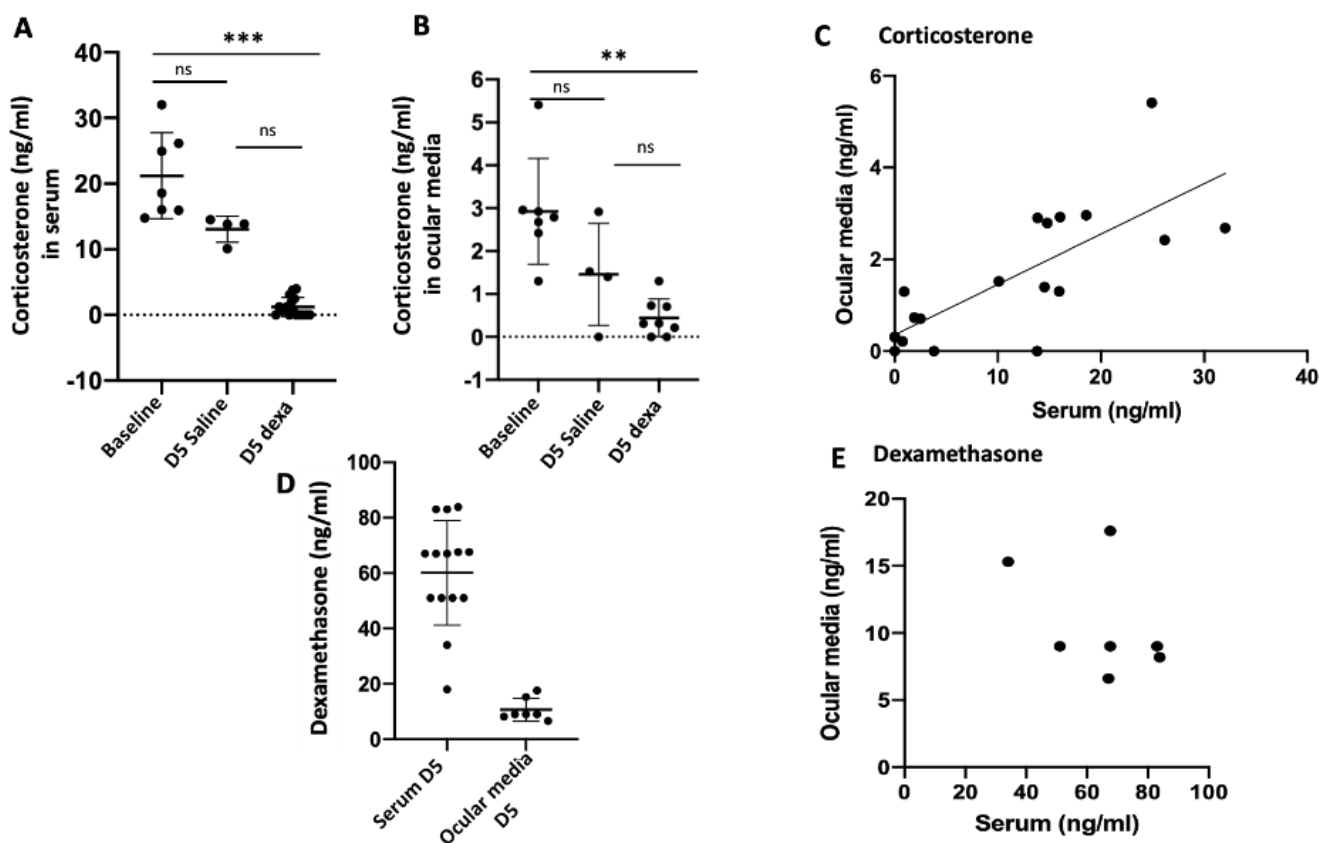 A
Corticosterone (ng/ml)
in serum
40
30
20
10
0
-10
***
ns
ns
Baseline
D5 Saline
D5 dexa
B
Corticosterone (ng/ml)
in ocular media
6
5
4
3
2
1
0
-1
**
ns
ns
Baseline
D5 Saline
D5 dexa
C Corticosterone
Ocular media (ng/ml)
6
4
2
0
0 10 20 30 40
Serum (ng/ml)
D
Dexamethasone (ng/ml)
100
80
60
40
20
0
Serum D5
Ocular media
D5
E Dexamethasone
Ocular media (ng/ml)
20
15
10
5
0
0 20 40 60 80 100
Serum (ng/ml)